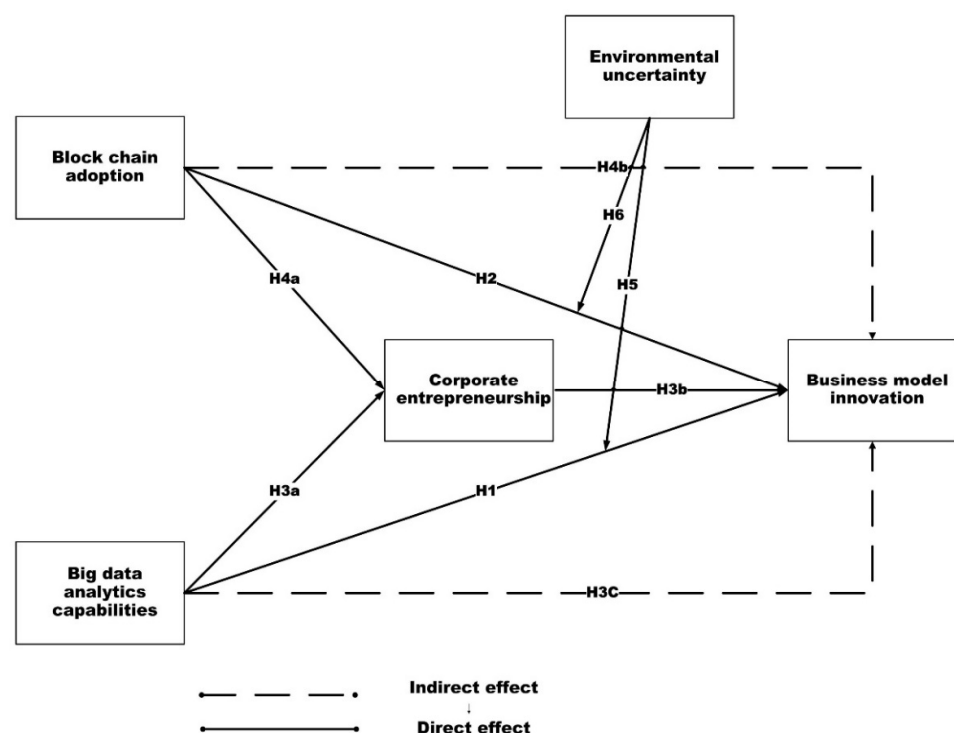 Environmental
uncertainty
Block chain
adoption
H4b
H6
H4a
H2
H5
Corporate
entrepreneurship
H3b
Business model
innovation
H3a
H1
Big data
analytics
capabilities
H3C
Indirect effect
Direct effect